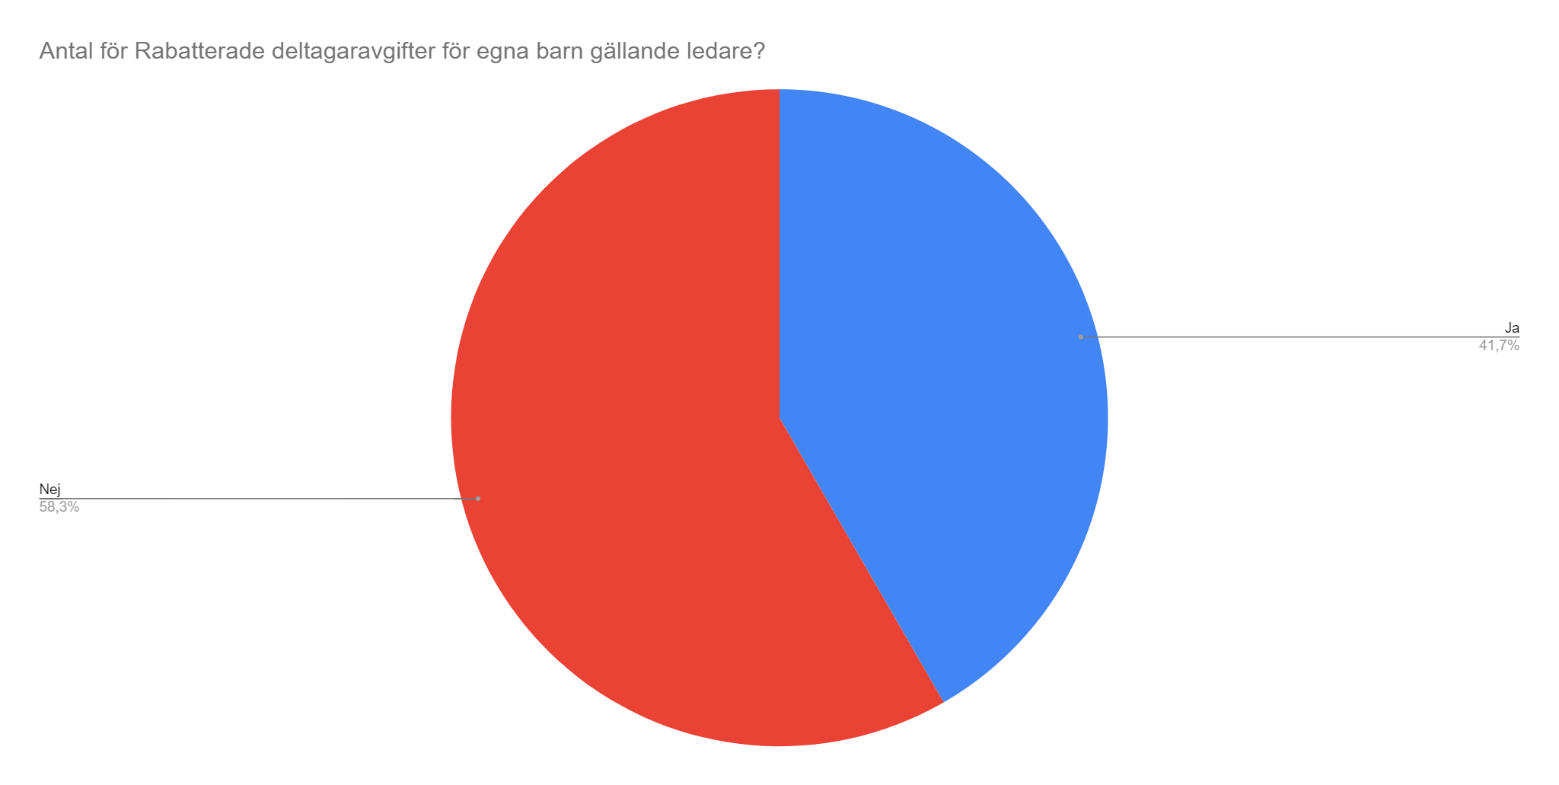 Antal för Rabatterade deltagaravgifter för egna barn gällande ledare?
Ja
41,7%
Nej
58,3%